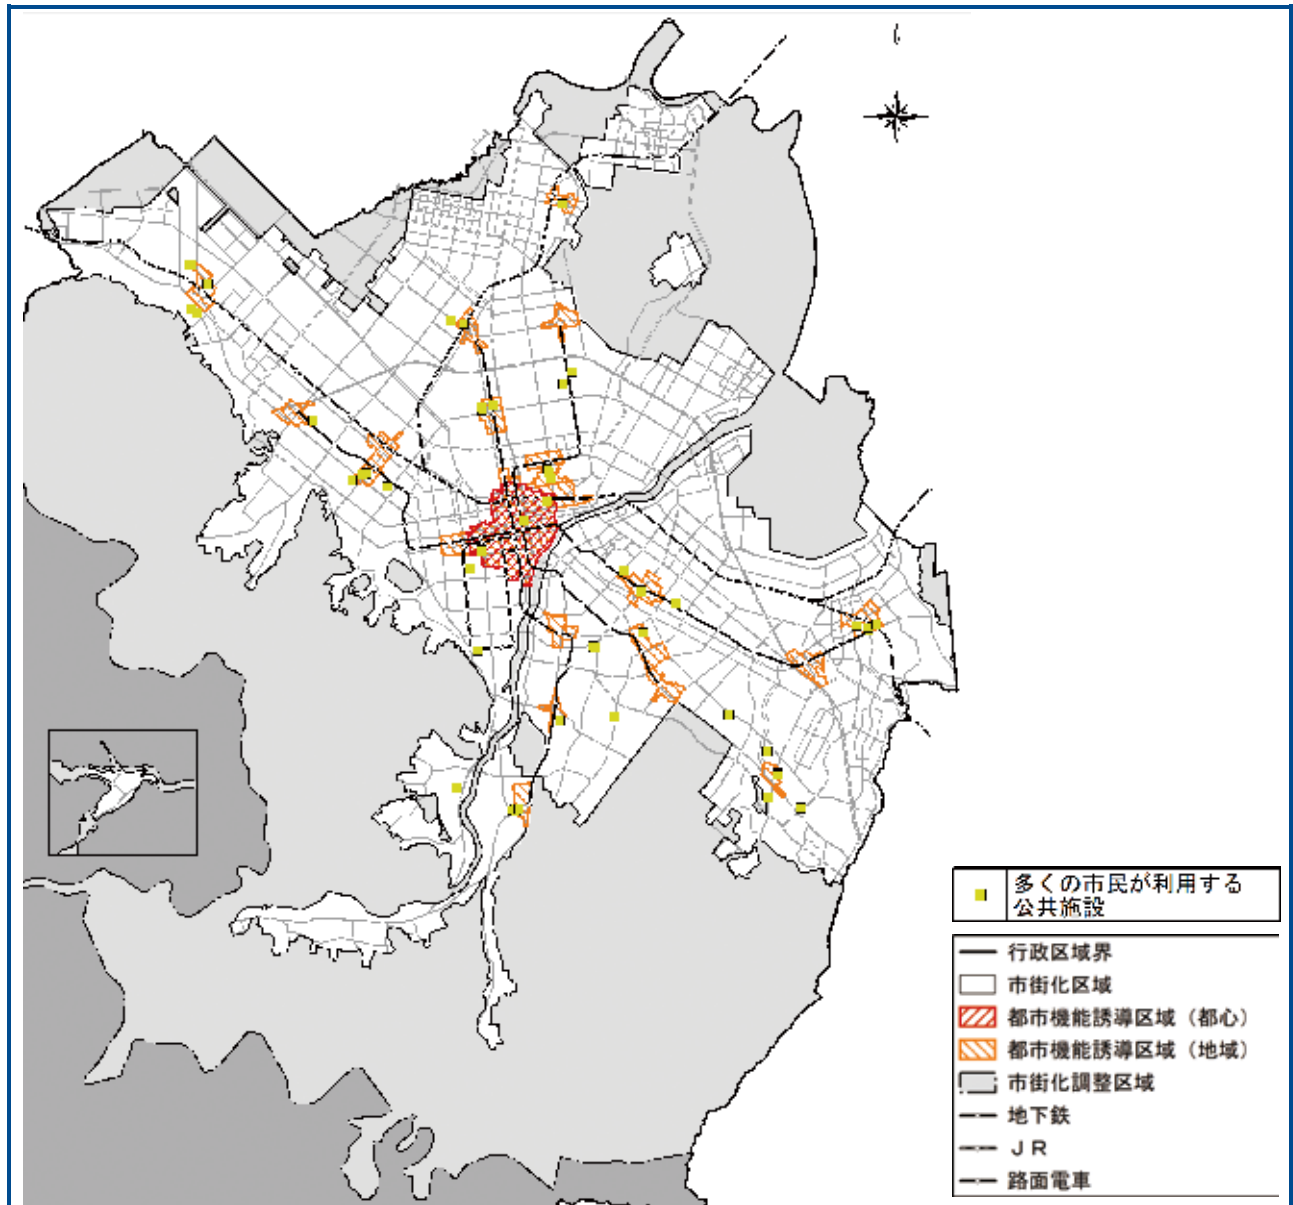 多くの市民が利用する
公共施設
行政区域界
市街化区域
都市機能誘導区域（都心）
都市機能誘導区域（地域）
市街化調整区域
地下鉄
ＪＲ
路面電車